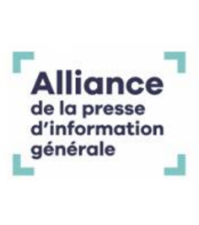 Alliance
de la presse
d'information
générale